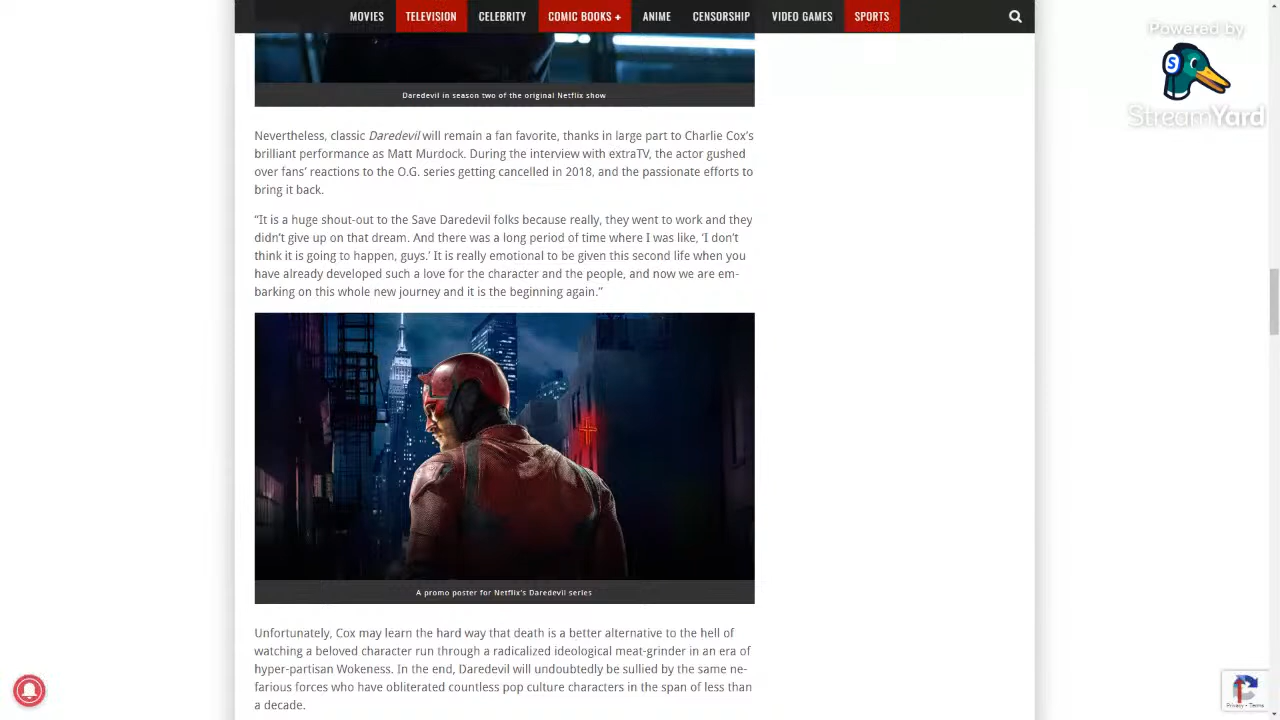 MOVIES TELEVISION CELEBRITY COMIC BOOKS + ANIME CENSORSHIP VIDEO GAMES SPORTS
Powered by
S
StreamYard
Daredevil in season two of the original Netflix show
Nevertheless, classic Daredevil will remain a fan favorite, thanks in large part to Charlie Cox’s
brilliant performance as Matt Murdock. During the interview with extraTV, the actor gushed
over fans’ reactions to the O.G. series getting cancelled in 2018, and the passionate efforts to
bring it back.
“It is a huge shout-out to the Save Daredevil folks because really, they went to work and they
didn’t give up on that dream. And there was a long period of time where I was like, ‘I don’t
think it is going to happen, guys.’ It is really emotional to be given this second life when you
have already developed such a love for the character and the people, and now we are em-
barking on this whole new journey and it is the beginning again.”
A promo poster for Netflix’s Daredevil series
Unfortunately, Cox may learn the hard way that death is a better alternative to the hell of
watching a beloved character run through a radicalized ideological meat-grinder in an era of
hyper-partisan Wokeness. In the end, Daredevil will undoubtedly be sullied by the same ne-
farious forces who have obliterated countless pop culture characters in the span of less than
a decade.
Privacy - Terms